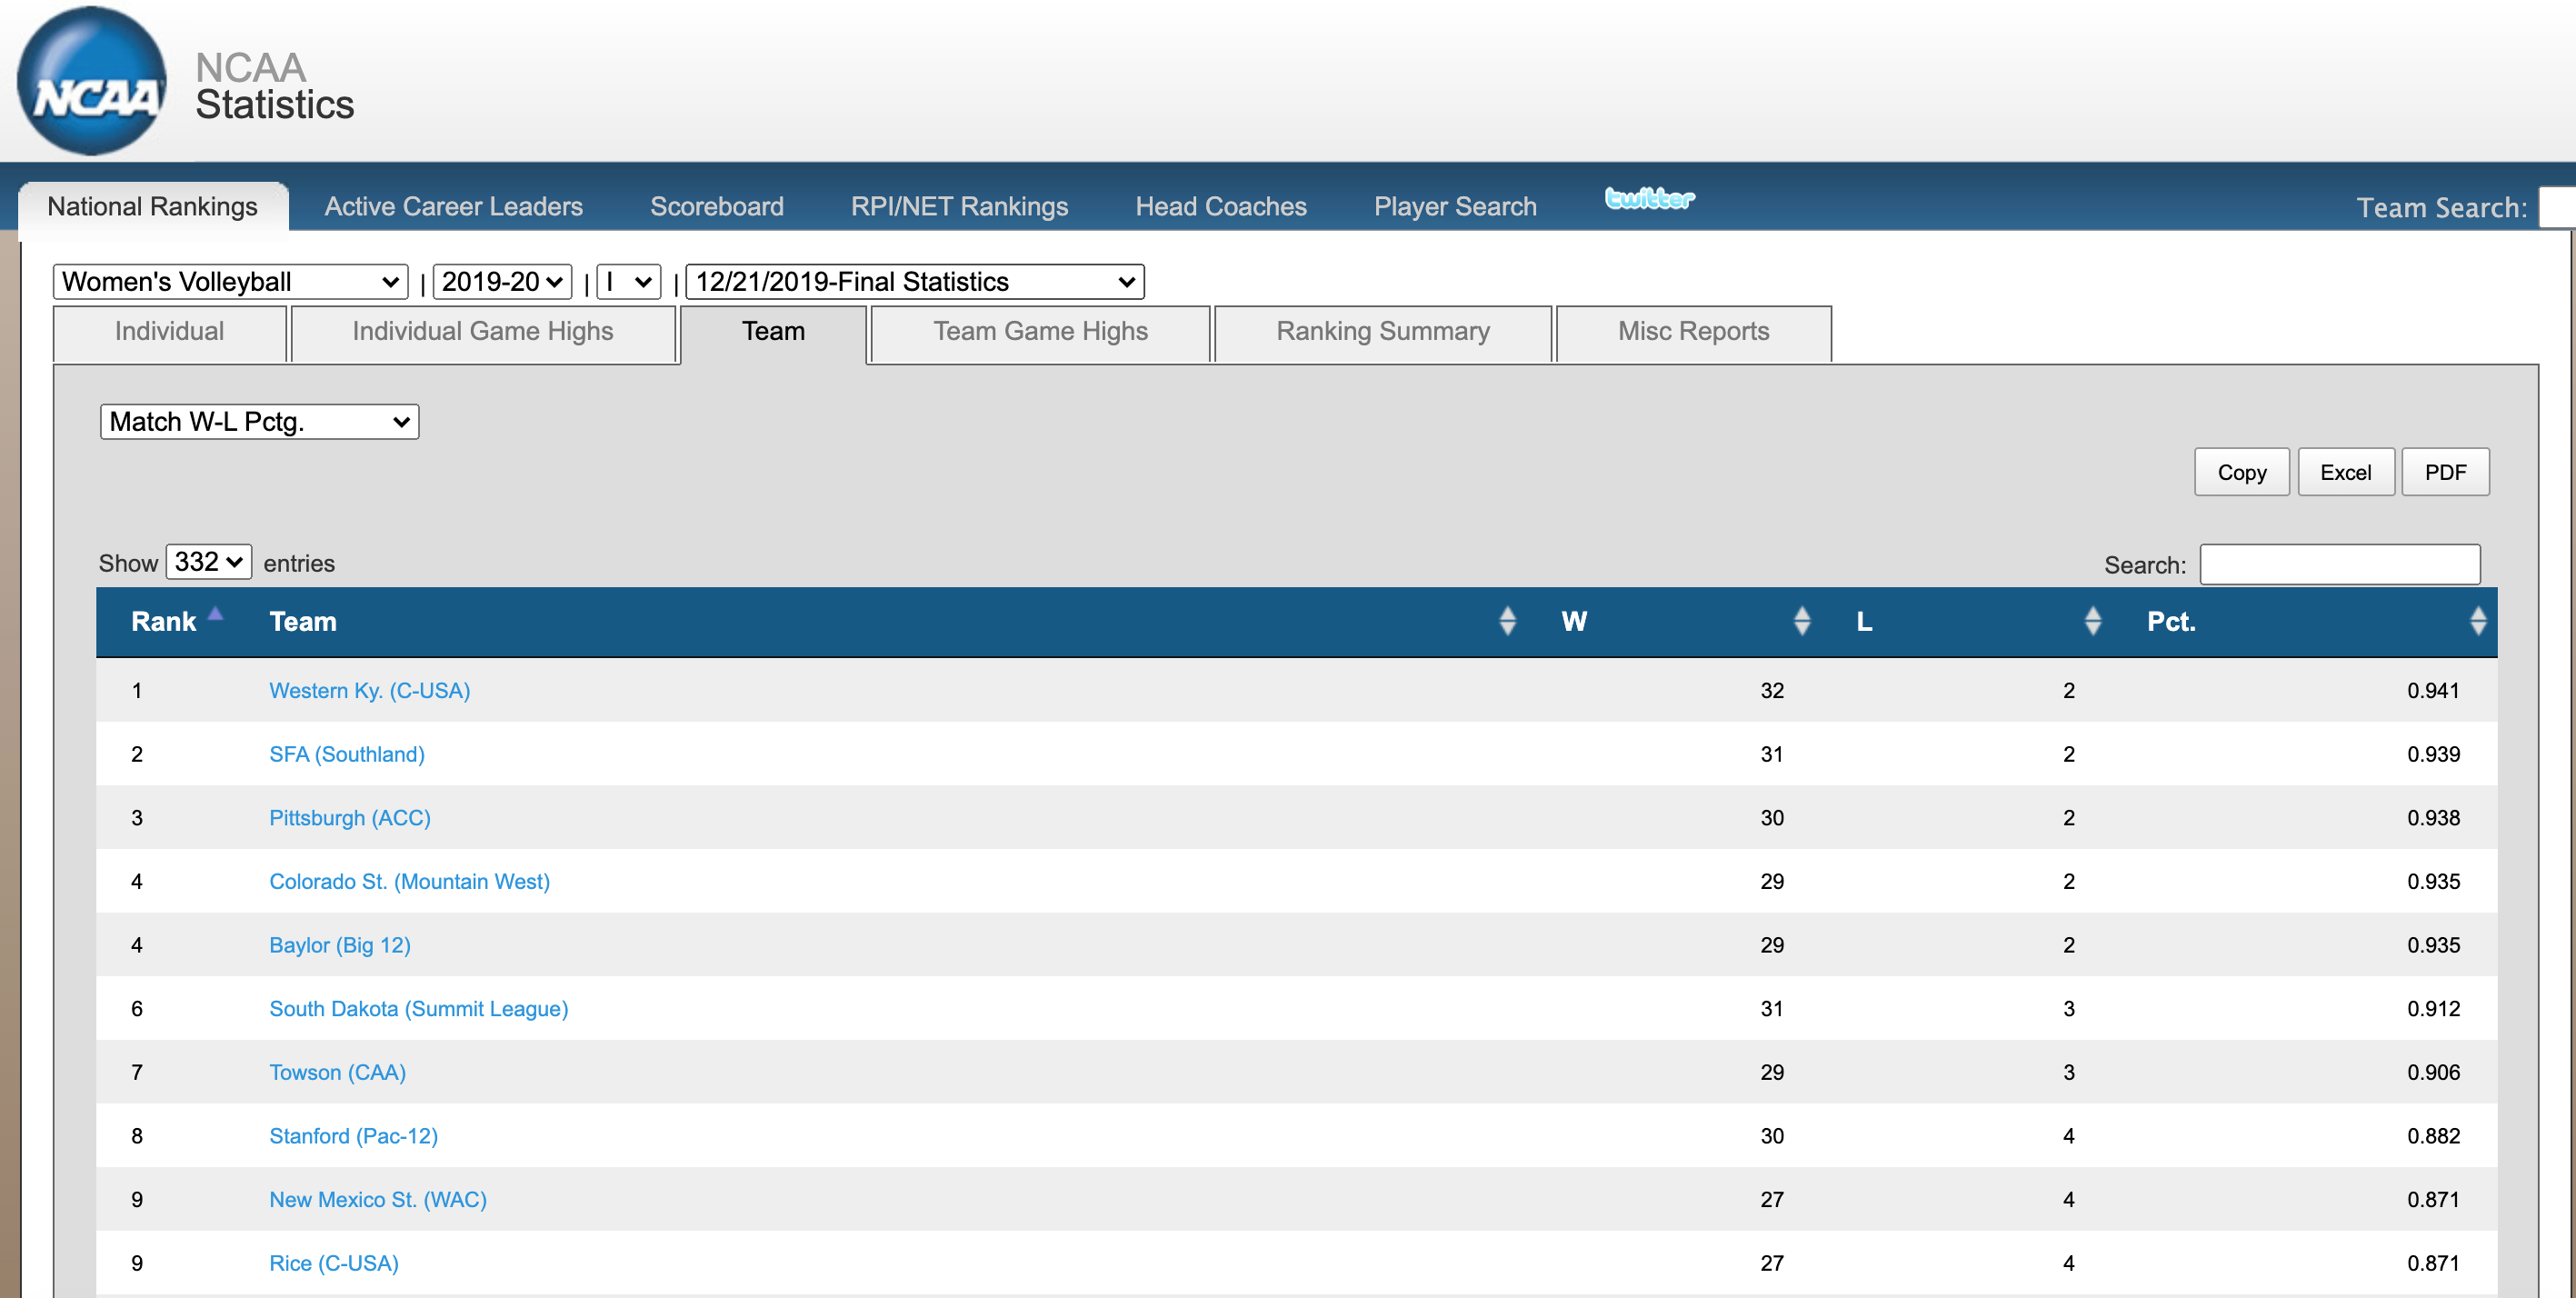 NCAA
NCAA
Statistics
National Rankings Active Career Leaders Scoreboard RPI/NET Rankings Head Coaches Player Search twitter Team Search:
Women's Volleyball | 2019-20 | I | 12/21/2019-Final Statistics
Individual Individual Game Highs Team Team Game Highs Ranking Summary Misc Reports
Match W-L Pctg.
Copy Excel PDF
Show 332 entries Search:
Rank Team W L Pct.
1 Western Ky. (C-USA) 32 2 0.941
2 SFA (Southland) 31 2 0.939
3 Pittsburgh (ACC) 30 2 0.938
4 Colorado St. (Mountain West) 29 2 0.935
4 Baylor (Big 12) 29 2 0.935
6 South Dakota (Summit League) 31 3 0.912
7 Towson (CAA) 29 3 0.906
8 Stanford (Pac-12) 30 4 0.882
9 New Mexico St. (WAC) 27 4 0.871
9 Rice (C-USA) 27 4 0.871